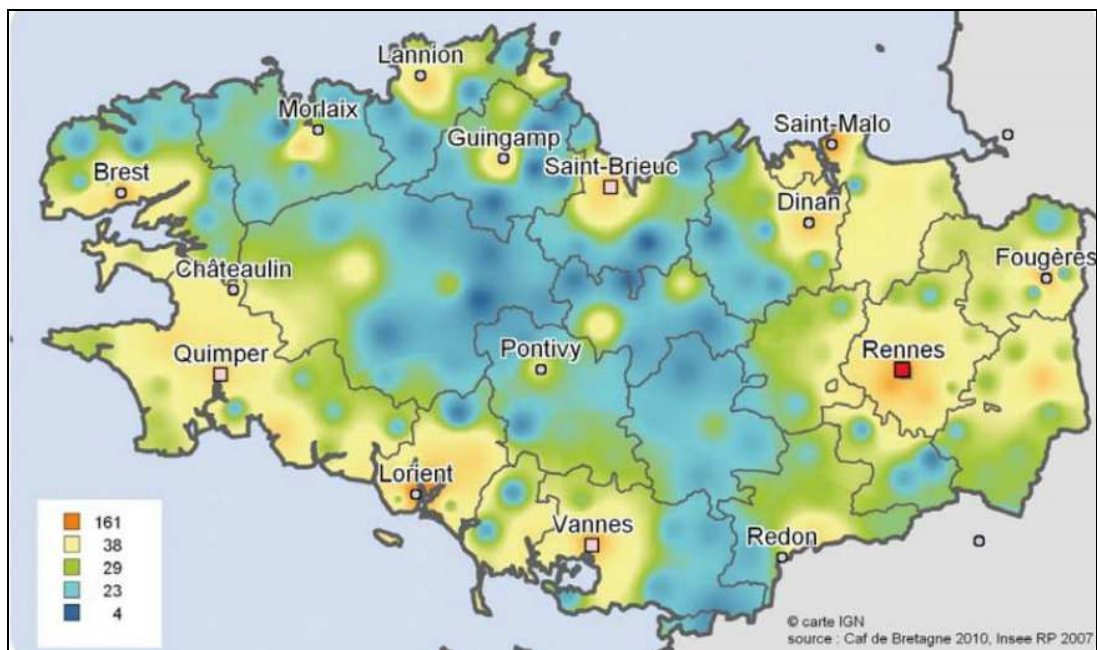 Lannion
Morlaix
Guingamp
Saint-Malo
Brest
Saint-Brieuc
Dinan
Châteaulin
Fougères
Quimper
Pontivy
Rennes
Lorient
Vannes
Redon
161
38
29
23
4
© carte IGN
source : Caf de Bretagne 2010, Insee RP 2007